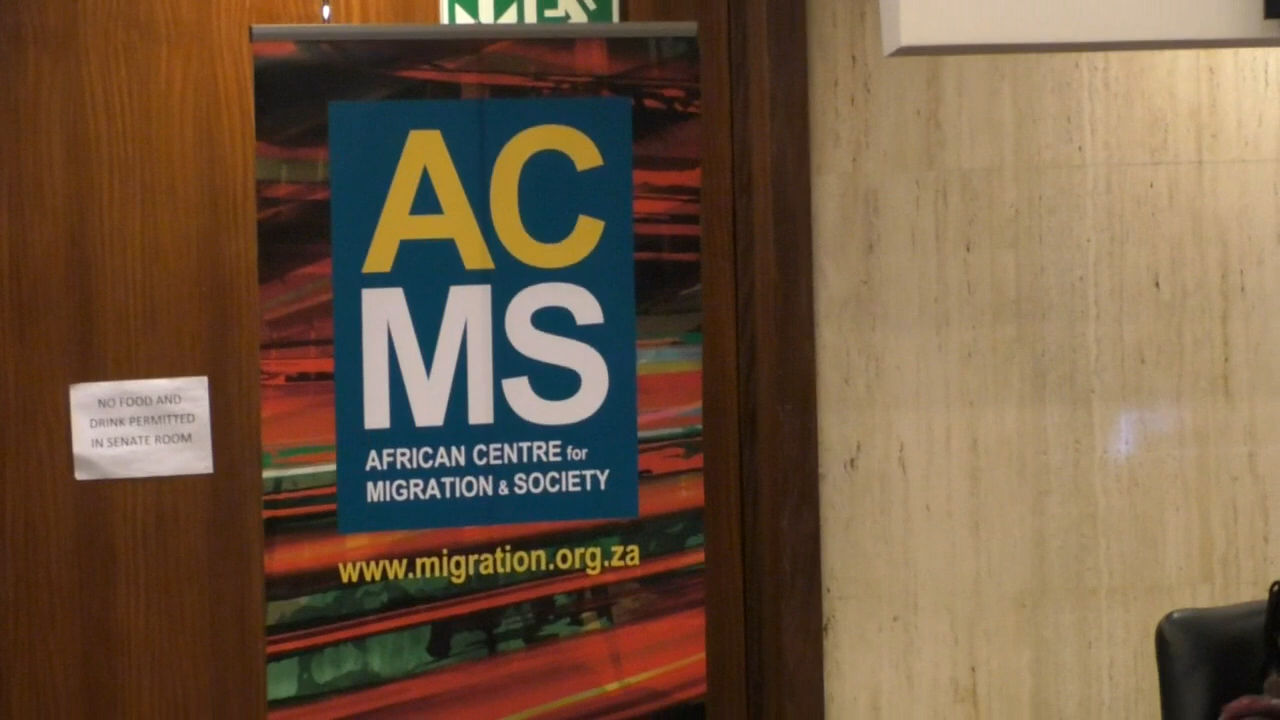 AC
MS
AFRICAN CENTRE for
MIGRATION & SOCIETY
www.migration.org.za
NO FOOD AND
DRINK PERMITTED
IN SENATE ROOM